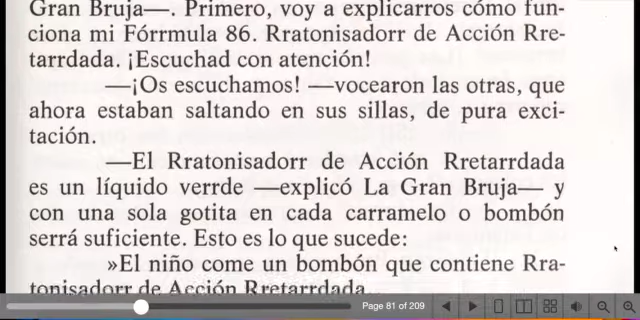 Gran Bruja—. Primero, voy a explicarros cómo fun-
ciona mi Fórrmula 86. Rratonisadorr de Acción Rre-
tarrdada. ¡Escuchad con atención!
—¡Os escuchamos! —vocearon las otras, que
ahora estaban saltando en sus sillas, de pura exci-
tación.
—El Rratonisadorr de Acción Rretarrdada
es un líquido verrde —explicó La Gran Bruja— y
con una sola gotita en cada carramelo o bombón
serrá suficiente. Esto es lo que sucede:
»El niño come un bombón que contiene Rra-
tonisadorr de Acción Rretarrdada.
Page 81 of 209